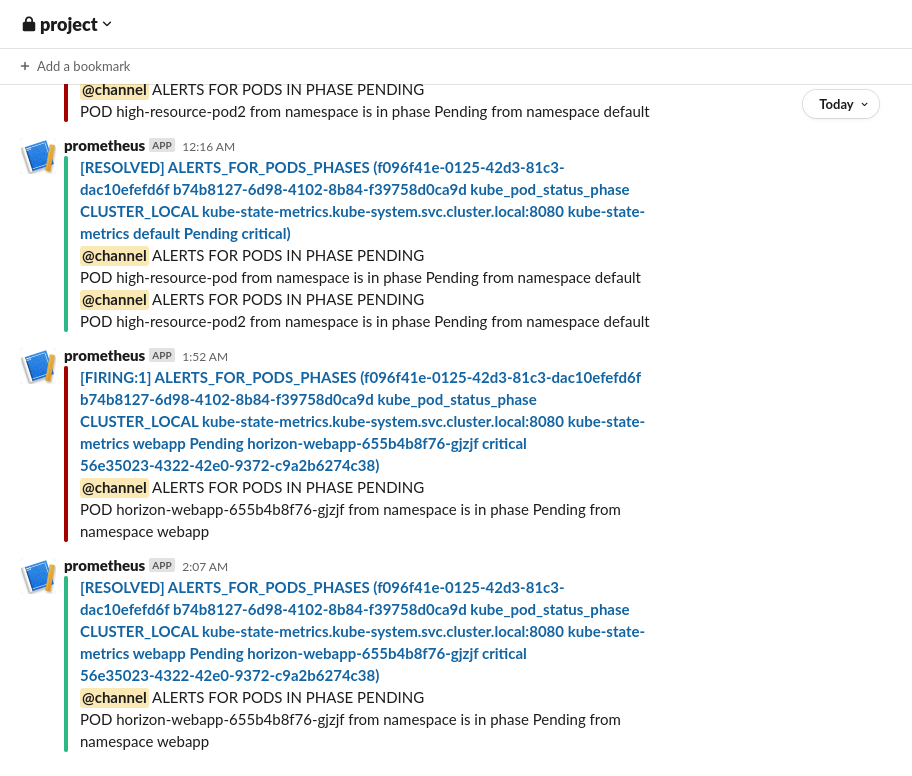 project
+ Add a bookmark
@channel ALERTS FOR PODS IN PHASE PENDING
POD high-resource-pod2 from namespace is in phase Pending from namespace default
Today
prometheus APP 12:16 AM
[RESOLVED] ALERTS_FOR_PODS_PHASES (f096f41e-0125-42d3-81c3-
dac10efefd6f b74b8127-6d98-4102-8b84-f39758d0ca9d kube_pod_status_phase
CLUSTER_LOCAL kube-state-metrics.kube-system.svc.cluster.local:8080 kube-state-
metrics default Pending critical)
@channel ALERTS FOR PODS IN PHASE PENDING
POD high-resource-pod from namespace is in phase Pending from namespace default
@channel ALERTS FOR PODS IN PHASE PENDING
POD high-resource-pod2 from namespace is in phase Pending from namespace default
prometheus APP 1:52 AM
[FIRING:1] ALERTS_FOR_PODS_PHASES (f096f41e-0125-42d3-81c3-dac10efefd6f
b74b8127-6d98-4102-8b84-f39758d0ca9d kube_pod_status_phase
CLUSTER_LOCAL kube-state-metrics.kube-system.svc.cluster.local:8080 kube-state-
metrics webapp Pending horizon-webapp-655b4b8f76-gjzjf critical
56e35023-4322-42e0-9372-c9a2b6274c38)
@channel ALERTS FOR PODS IN PHASE PENDING
POD horizon-webapp-655b4b8f76-gjzjf from namespace is in phase Pending from
namespace webapp
prometheus APP 2:07 AM
[RESOLVED] ALERTS_FOR_PODS_PHASES (f096f41e-0125-42d3-81c3-
dac10efefd6f b74b8127-6d98-4102-8b84-f39758d0ca9d kube_pod_status_phase
CLUSTER_LOCAL kube-state-metrics.kube-system.svc.cluster.local:8080 kube-state-
metrics webapp Pending horizon-webapp-655b4b8f76-gjzjf critical
56e35023-4322-42e0-9372-c9a2b6274c38)
@channel ALERTS FOR PODS IN PHASE PENDING
POD horizon-webapp-655b4b8f76-gjzjf from namespace is in phase Pending from
namespace webapp